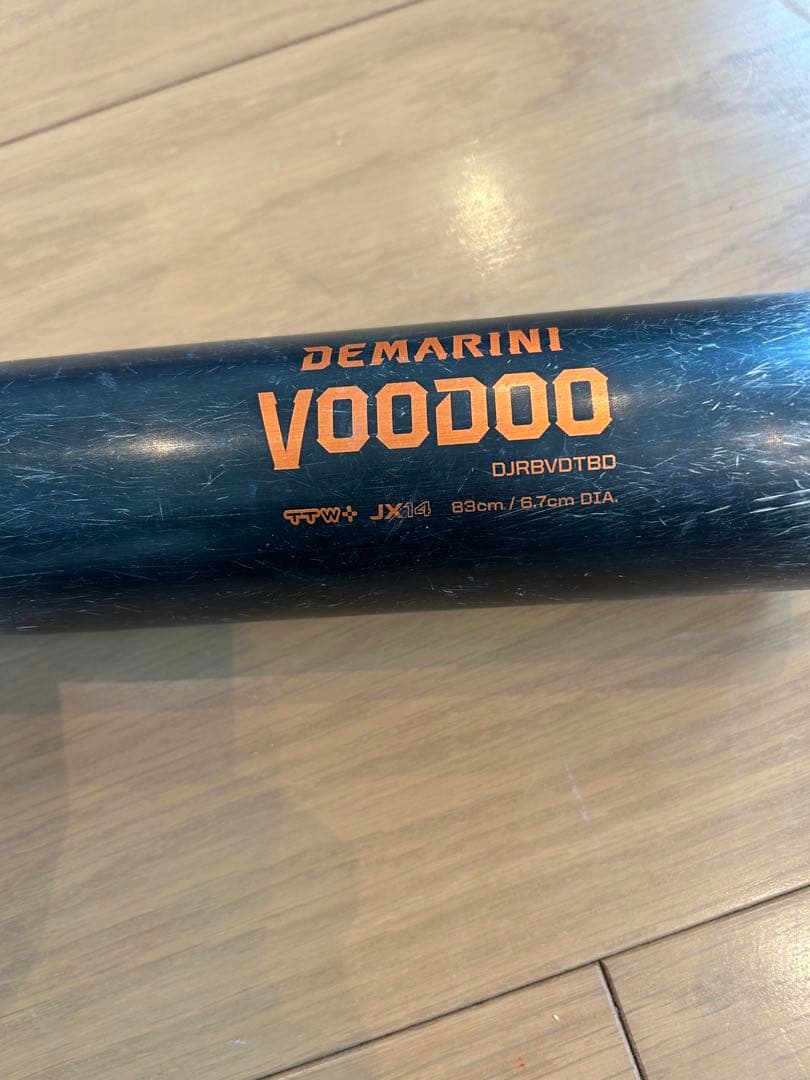 DEMARINI
VOODOO
DJRBVDTBD
TTW+ JX14 83cm / 6.7cm DIA.